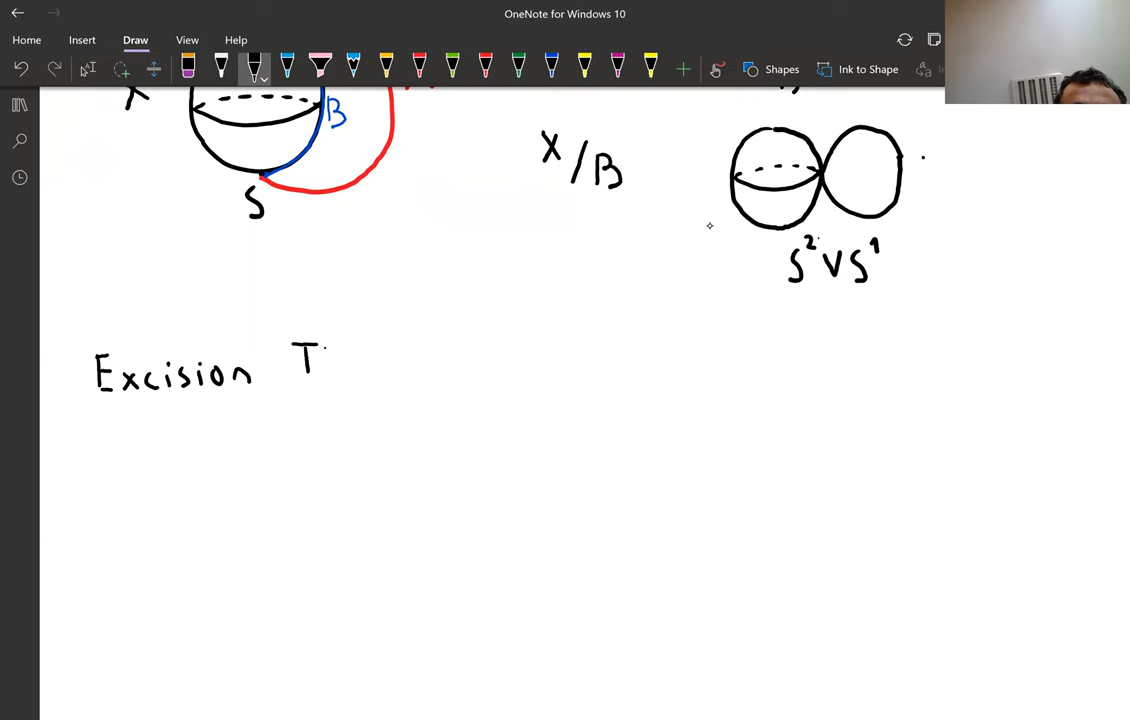 OneNote for Windows 10
Home Insert Draw View Help
Shapes Ink to Shape
X
B
S
X/B
S² V S¹
Excision T